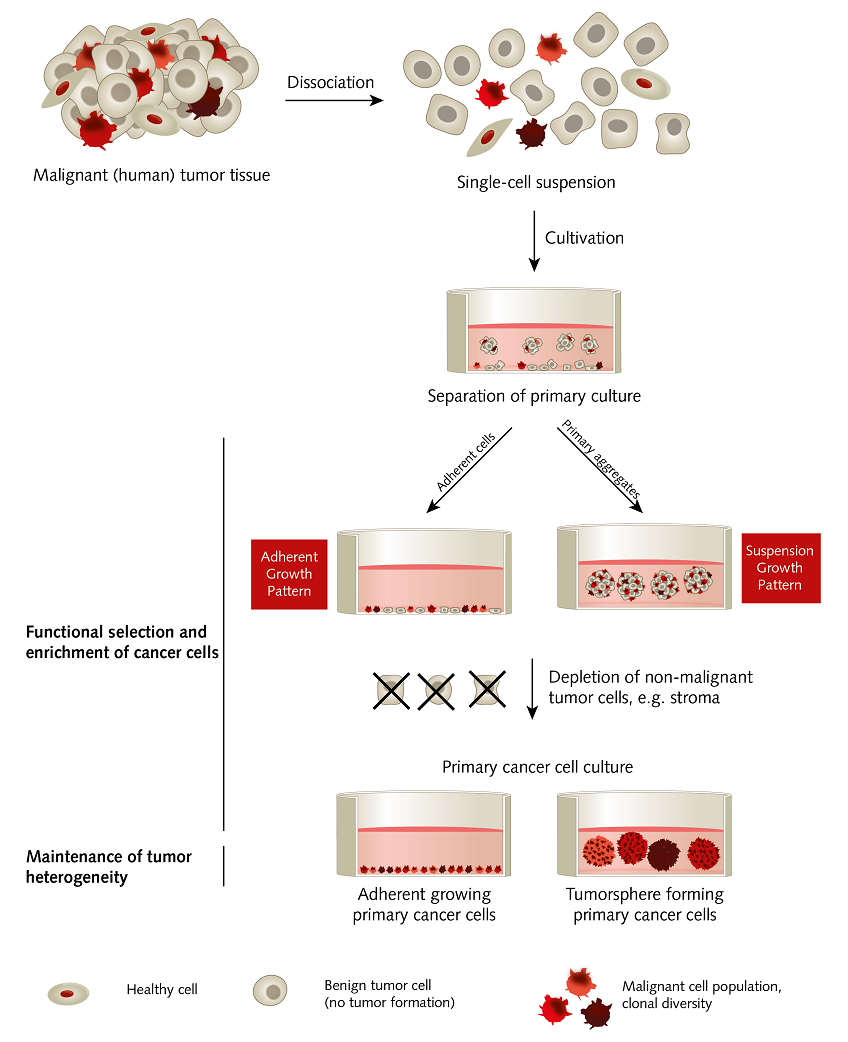 Dissociation
Malignant (human) tumor tissue
Single-cell suspension
Cultivation
Separation of primary culture
Adherent cells
Primary aggregates
Adherent
Growth
Pattern
Suspension
Growth
Pattern
Functional selection and
enrichment of cancer cells
Depletion of non-malignant
tumor cells, e.g. stroma
Primary cancer cell culture
Maintenance of tumor
heterogeneity
Adherent growing
primary cancer cells
Tumorsphere forming
primary cancer cells
Healthy cell
Benign tumor cell
(no tumor formation)
Malignant cell population,
clonal diversity